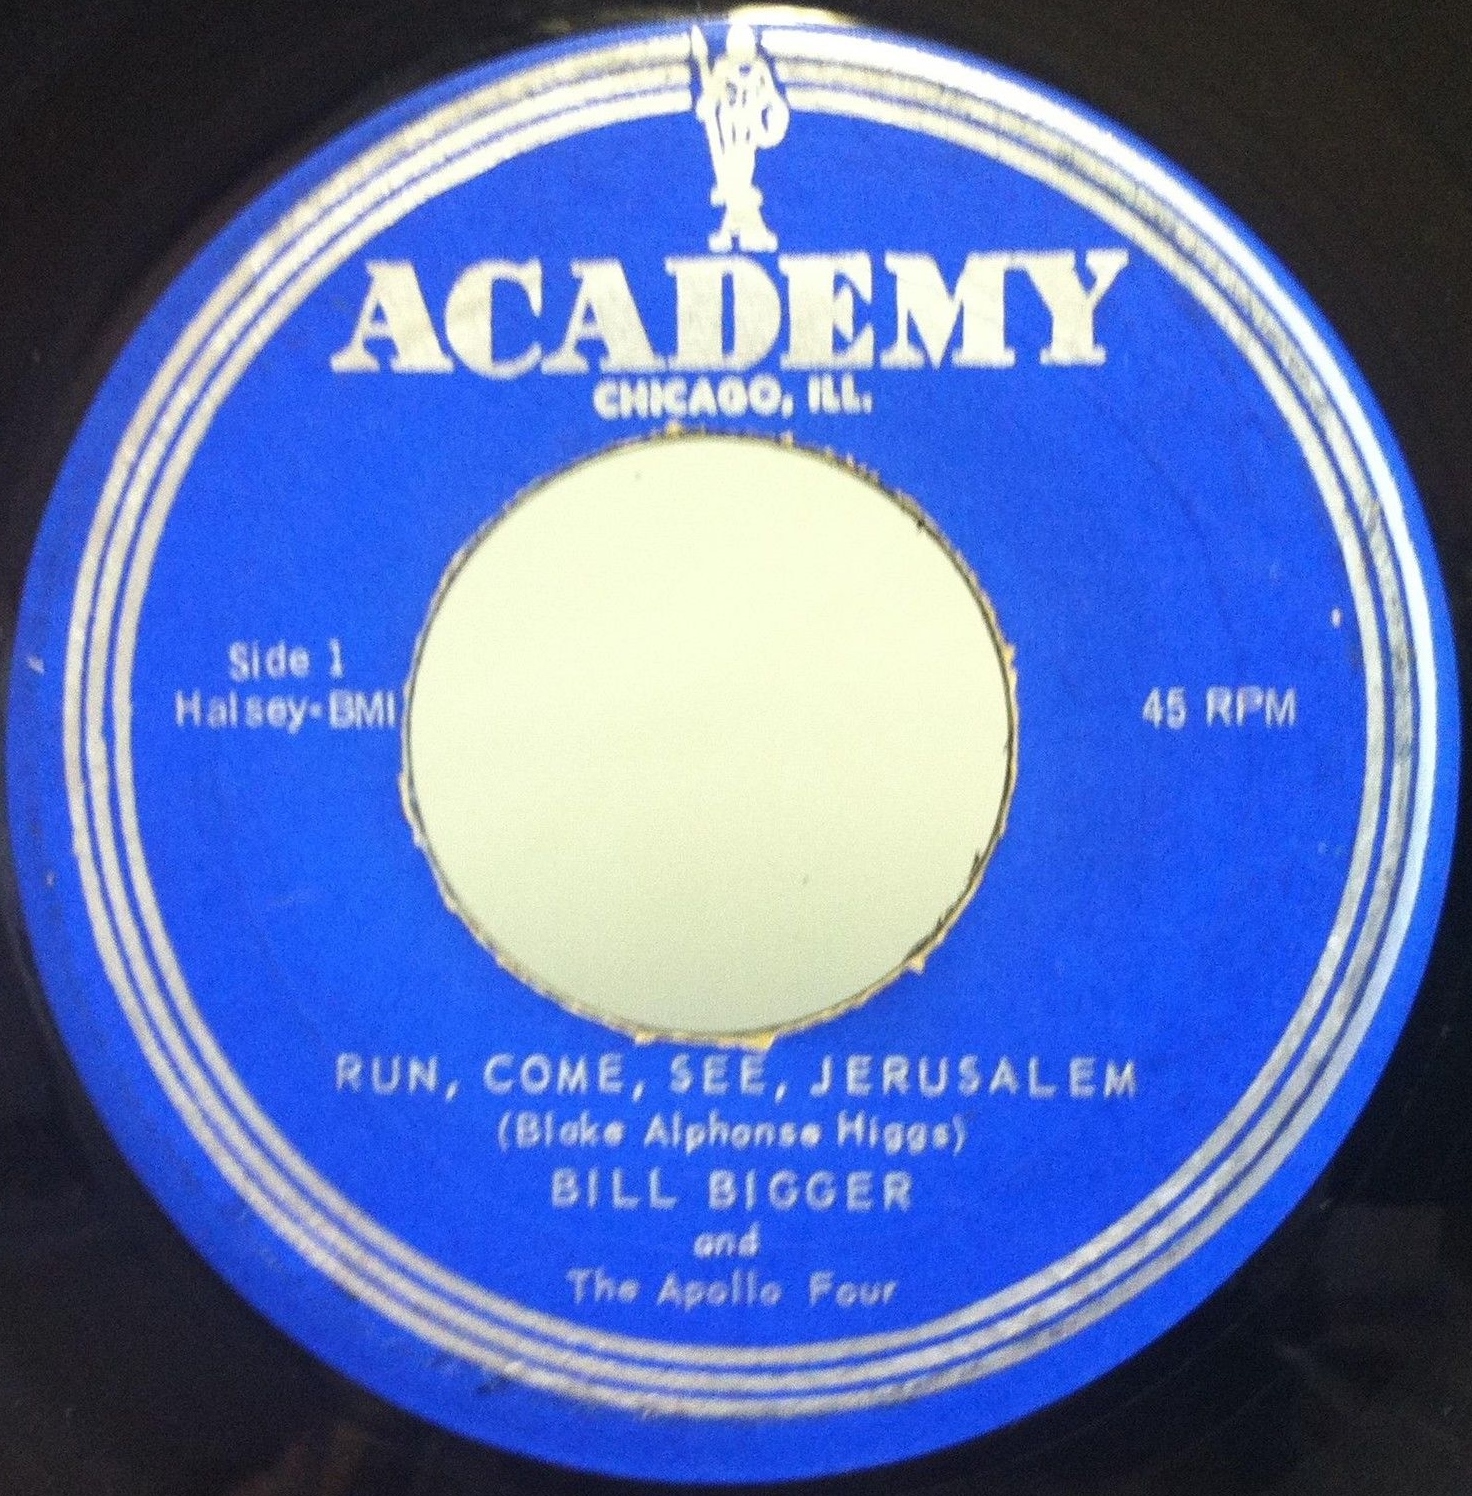 ACADEMY
CHICAGO, ILL.
Side 1
Halsey-BMI
45 RPM
RUN, COME, SEE, JERUSALEM
(Blake Alphonse Higgs)
BILL BIGGER
and
The Apollo Four